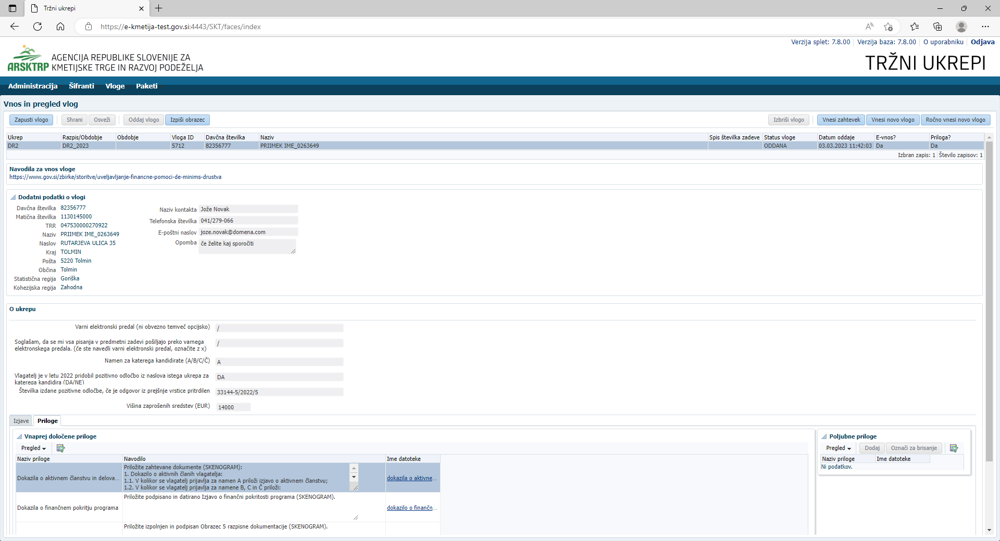 Tržni ukrepi
https://e-kmetija-test.gov.si:4443/SKT/faces/index
Verzija splet: 7.8.00
Verzija baza: 7.8.00
O uporabniku
Odjava
ARSKTRP
AGENCIJA REPUBLIKE SLOVENIJE ZA
KMETIJSKE TRGE IN RAZVOJ PODEŽELJA
TRŽNI UKREPI
Administracija Šifranti Vloge Paketi
Vnos in pregled vlog
Zapusti vlogo Shrani Osveži Oddaj vlogo Izpiši obrazec Izbriši vlogo Vnesi zahtevek Vnesi novo vlogo Ročno vnesi novo vlogo
Ukrep Razpis/Obdobje Obdobje Vloga ID Davčna številka Naziv Spis številka zadeve Status vloge Datum oddaje E-vnos? Priloga?
DR2 DR2_2023 5712 82356777 PRIIMEK IME_0263649 ODDANA 03.03.2023 11:42:03 Da Da
Izbran zapis: 1 Število zapisov: 1
Navodila za vnos vloge
https://www.gov.si/zbirke/storitve/uveljavljanje-financne-pomoci-de-minims-drustva
Dodatni podatki o vlogi
Davčna številka 82356777
Matična številka 1130145000
TRR 047530000270922
Naziv PRIIMEK IME_0263649
Naslov RUTARJEVA ULICA 35
Kraj TOLMIN
Pošta 5220 Tolmin
Občina Tolmin
Statistična regija Goriška
Kohezijska regija Zahodna
Naziv kontakta Jože Novak
Telefonska številka 041/279-066
E-poštni naslov joze.novak@domena.com
Opomba če želite kaj sporočiti
O ukrepu
Varni elektronski predal (ni obvezno temveč opcijsko) /
Soglašam, da se mi vsa pisanja v predmetni zadevi pošiljajo preko varnega
elektronskega predala. (če ste navedli varni elektronski predal, označite z x) /
Namen za katerega kandidirate (A/B/C/Č) A
Vlagatelj je v letu 2022 pridobil pozitivno odločbo iz naslova istega ukrepa za
katerega kandidira (DA/NE) DA
Številka izdane pozitivne odločbe, če je odgovor iz prejšnje vrstice pritrdilen 33144-5/2022/5
Višina zaprošenih sredstev (EUR) 14000
Izjave Priloge
Vnaprej določene priloge
Pregled
Naziv priloge Navodilo Ime datoteke
Dokazila o aktivnem članstvu in delova...
Priložite zahtevane dokumente (SKENOGRAM):
1. Dokazilo o aktivnih članih vlagatelja:
1.1. V kolikor se vlagatelj prijavlja za namen A priloži izjavo o aktivnem članstvu;
1.2. V kolikor se vlagatelj prijavlja za namene B, C in Č priloži:
dokazila o aktivne...
Dokazila o finančnem pokritju programa
Priložite podpisano in datirano Izjavo o finančni pokritosti programa (SKENOGRAM).
dokazilo o finančn...
Priložite izpolnjen in podpisan Obrazec 5 razpisne dokumentacije (SKENOGRAM).
Poljubne priloge
Pregled Dodaj Označi za brisanje
Naziv priloge Ime datoteke
Ni podatkov.